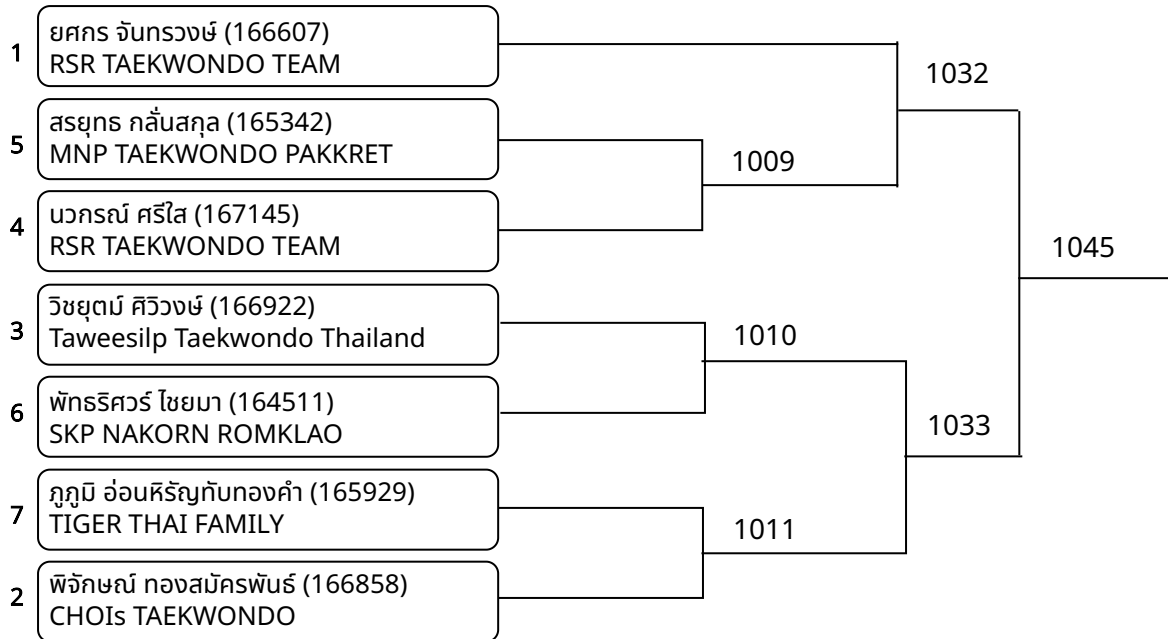 1
ยศกร จันทรวงษ์ (166607)
RSR TAEKWONDO TEAM
1032
5
สรยุทธ กลั่นสกุล (165342)
MNP TAEKWONDO PAKKRET
1009
4
นวกรณ์ ศรีใส (167145)
RSR TAEKWONDO TEAM
1045
3
วิชยุตม์ ศิวิวงษ์ (166922)
Taweesilp Taekwondo Thailand
1010
6
พัทธริศวร์ ไชยมา (164511)
SKP NAKORN ROMKLAO
1033
7
ภูภูมิ อ่อนหิรัญทับทองคำ (165929)
TIGER THAI FAMILY
1011
2
พิจักษณ์ ทองสมัครพันธ์ (166858)
CHOIs TAEKWONDO